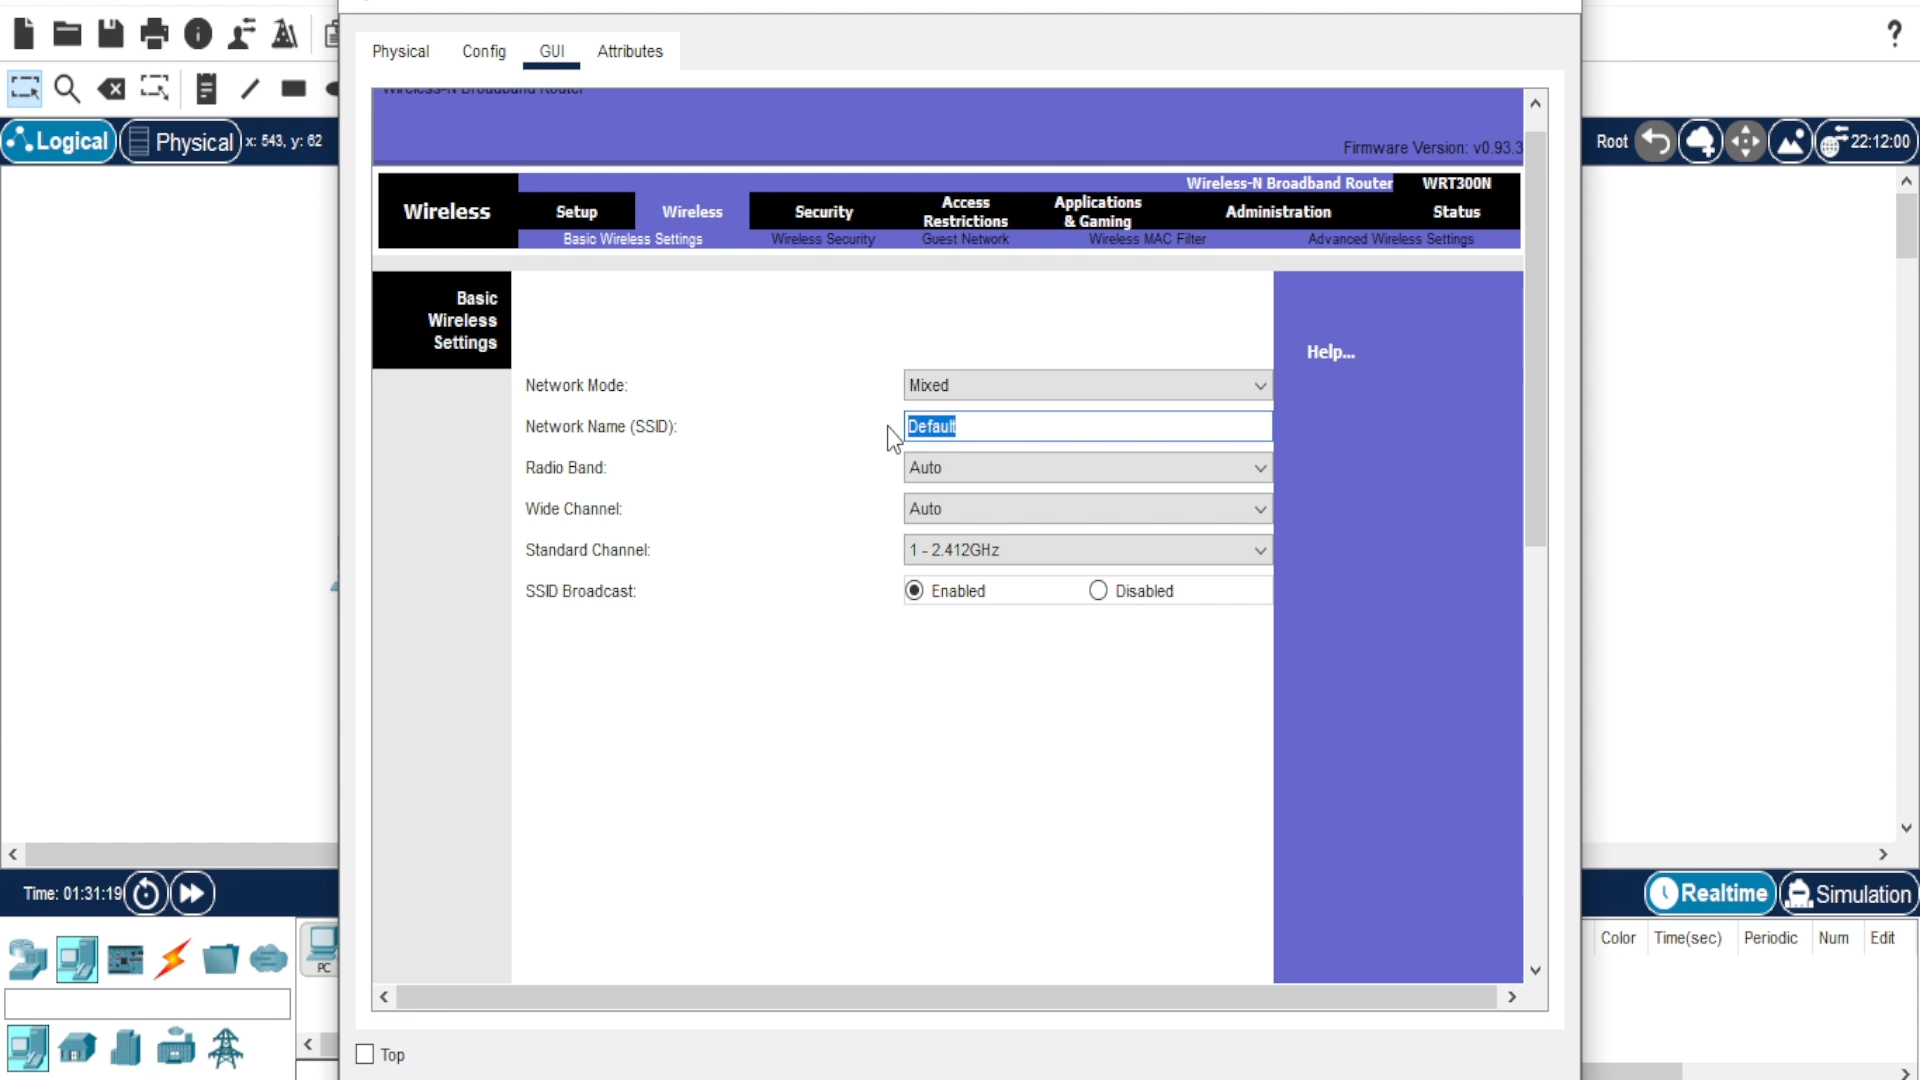 Physical Config GUI Attributes
Wireless-N Broadband Router
Logical Physical x: 543, y: 62
Root 22:12:00
Firmware Version: v0.93.3
Wireless-N Broadband Router WRT300N
Wireless Setup Wireless Security Access Restrictions Applications & Gaming Administration Status
Basic Wireless Settings Wireless Security Guest Network Wireless MAC Filter Advanced Wireless Settings
Basic
Wireless
Settings
Help...
Network Mode: Mixed
Network Name (SSID): Default
Radio Band: Auto
Wide Channel: Auto
Standard Channel: 1 - 2.412GHz
SSID Broadcast: Enabled Disabled
Time: 01:31:19
Realtime Simulation
Color Time(sec) Periodic Num Edit
PC
Top